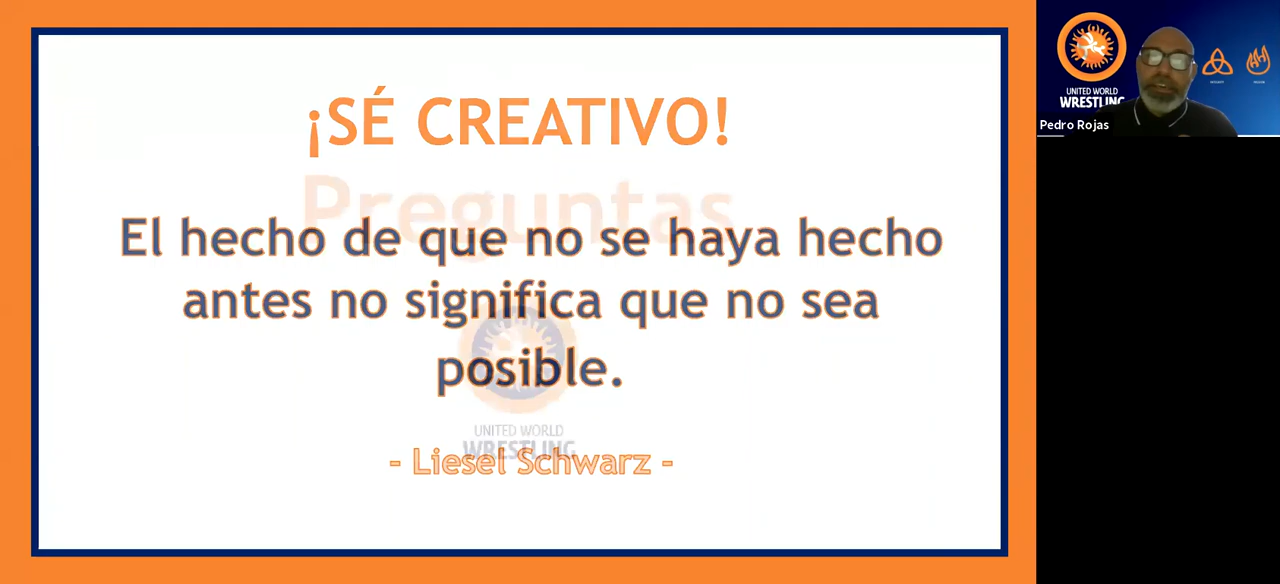 ¡SÉ CREATIVO!
Preguntas
El hecho de que no se haya hecho
antes no significa que no sea
posible.
UNITED WORLD
WRESTLING
- Liesel Schwarz -
UNITED WORLD
WRESTLING
Pedro Rojas